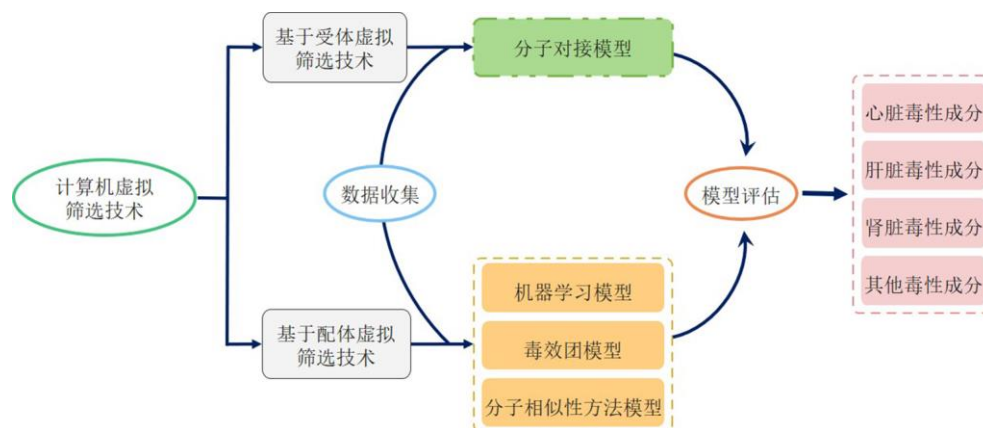 基于受体虚拟
筛选技术
分子对接模型
计算机虚拟
筛选技术
数据收集
模型评估
心脏毒性成分
肝脏毒性成分
肾脏毒性成分
其他毒性成分
基于配体虚拟
筛选技术
机器学习模型
毒效团模型
分子相似性方法模型